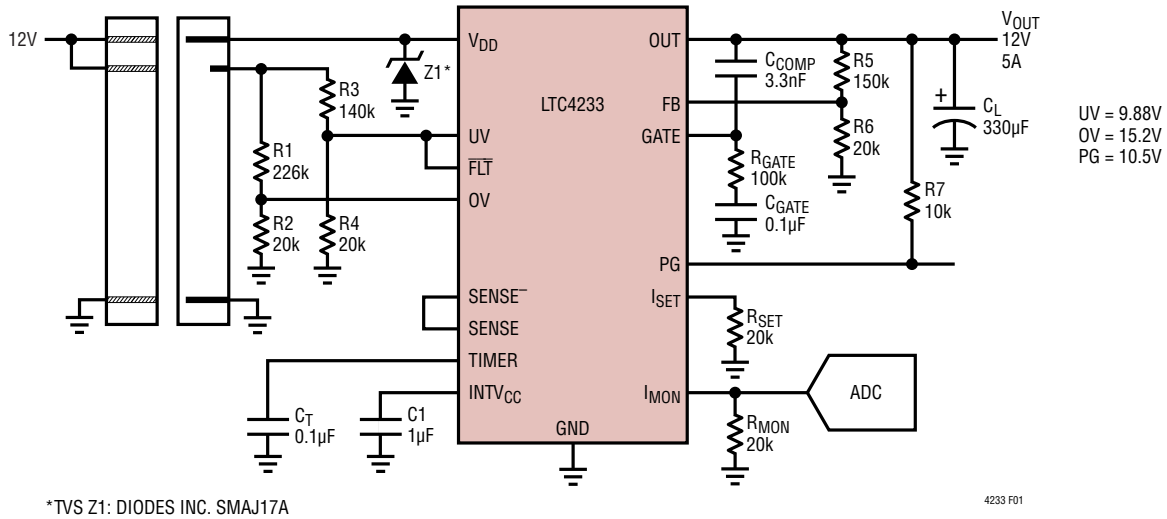 12V
VDD
OUT
VOUT
12V
5A
Z1*
CCOMP
3.3nF
R5
150k
R3
140k
LTC4233
FB
CL
330µF
UV = 9.88V
OV = 15.2V
PG = 10.5V
UV
GATE
R6
20k
R1
226k
FLT
RGATE
100k
OV
CGATE
0.1µF
R7
10k
R2
20k
R4
20k
PG
SENSE–
ISET
SENSE
RSET
20k
TIMER
INTVCC
IMON
ADC
CT
0.1µF
C1
1µF
GND
RMON
20k
*TVS Z1: DIODES INC. SMAJ17A
4233 F01